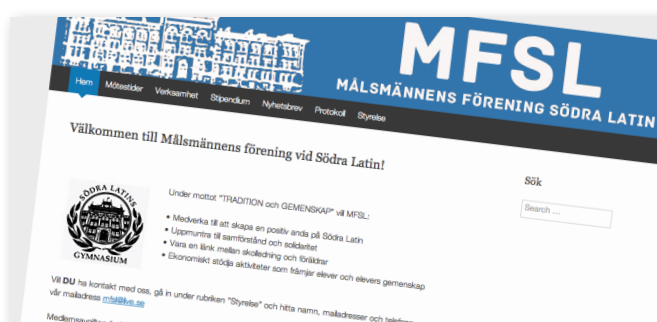 MFSL
MÅLSMÄNNENS FÖRENING SÖDRA LATIN
Hem Mötestider Verksamhet Stipendium Nyhetsbrev Protokoll Styrelse
Välkommen till Målsmännens förening vid Södra Latin!
Sök
Search ...
SÖDRA LATINS
GYMNASIUM
Under mottot "TRADITION och GEMENSKAP" vill MFSL:
• Medverka till att skapa en positiv anda på Södra Latin
• Uppmuntra till samförstånd och solidaritet
• Vara en länk mellan skolledning och föräldrar
• Ekonomiskt stödja aktiviteter som främjar elever och elevers gemenskap
Vill DU ha kontakt med oss, gå in under rubriken "Styrelse" och hitta namn, mailadresser och
vår mailadress mfsl@live.se